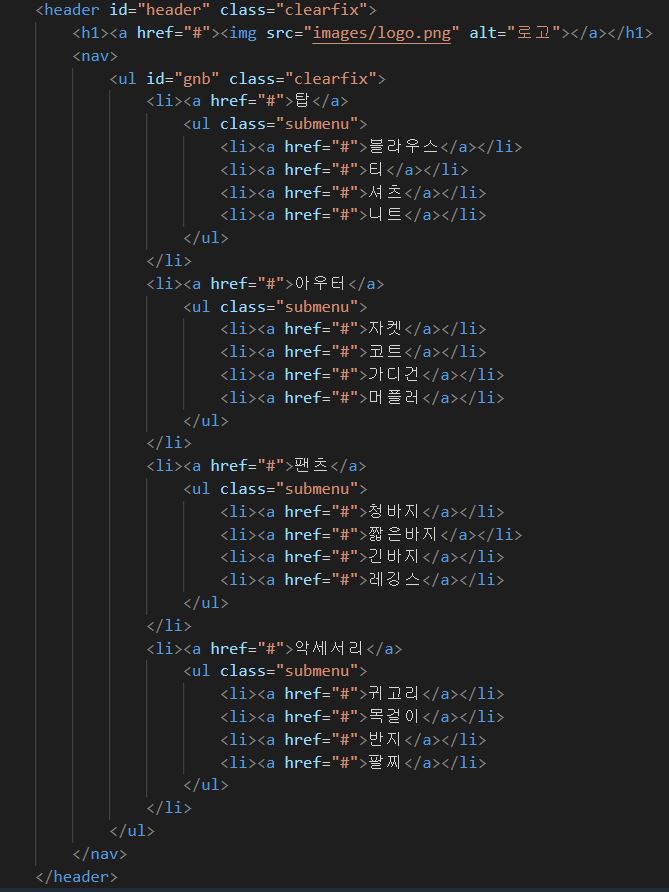 <header id="header" class="clearfix">
<h1><a href="#"><img src="images/logo.png" alt="로고"></a></h1>
<nav>
<ul id="gnb" class="clearfix">
<li><a href="#">탑</a>
<ul class="submenu">
<li><a href="#">블라우스</a></li>
<li><a href="#">티</a></li>
<li><a href="#">셔츠</a></li>
<li><a href="#">니트</a></li>
</ul>
</li>
<li><a href="#">아우터</a>
<ul class="submenu">
<li><a href="#">자켓</a></li>
<li><a href="#">코트</a></li>
<li><a href="#">가디건</a></li>
<li><a href="#">머플러</a></li>
</ul>
</li>
<li><a href="#">팬츠</a>
<ul class="submenu">
<li><a href="#">청바지</a></li>
<li><a href="#">짧은바지</a></li>
<li><a href="#">긴바지</a></li>
<li><a href="#">레깅스</a></li>
</ul>
</li>
<li><a href="#">악세서리</a>
<ul class="submenu">
<li><a href="#">귀고리</a></li>
<li><a href="#">목걸이</a></li>
<li><a href="#">반지</a></li>
<li><a href="#">팔찌</a></li>
</ul>
</li>
</ul>
</nav>
</header>